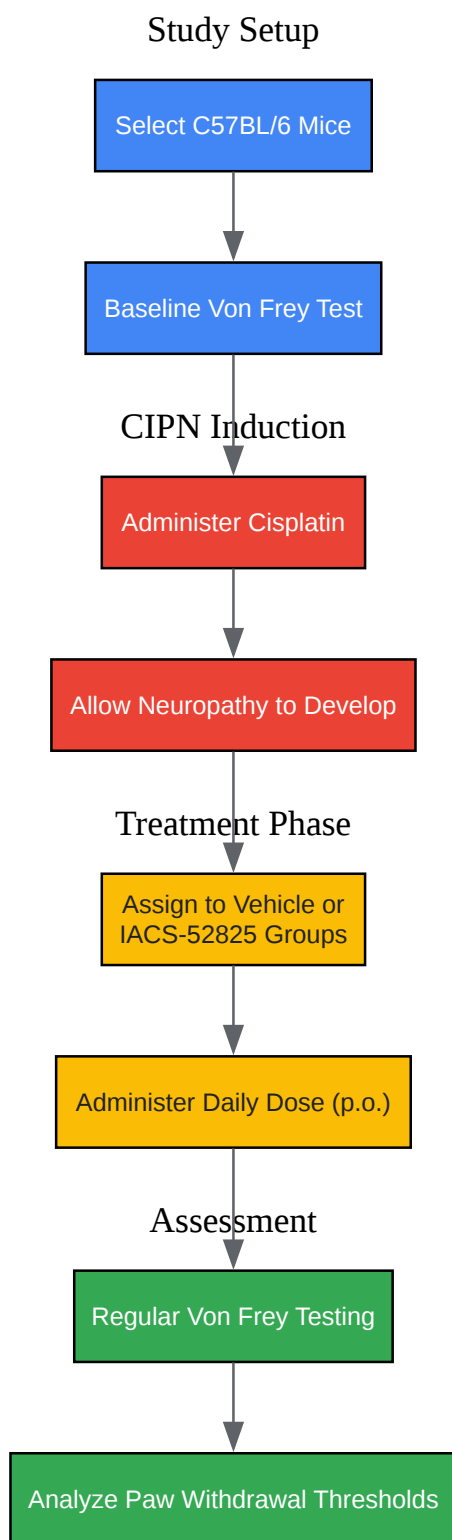 Study Setup
Select C57BL/6 Mice
Baseline Von Frey Test
CIPN Induction
Administer Cisplatin
Allow Neuropathy to Develop
Treatment Phase
Assign to Vehicle or
IACS-52825 Groups
Administer Daily Dose (p.o.)
Assessment
Regular Von Frey Testing
Analyze Paw Withdrawal Thresholds